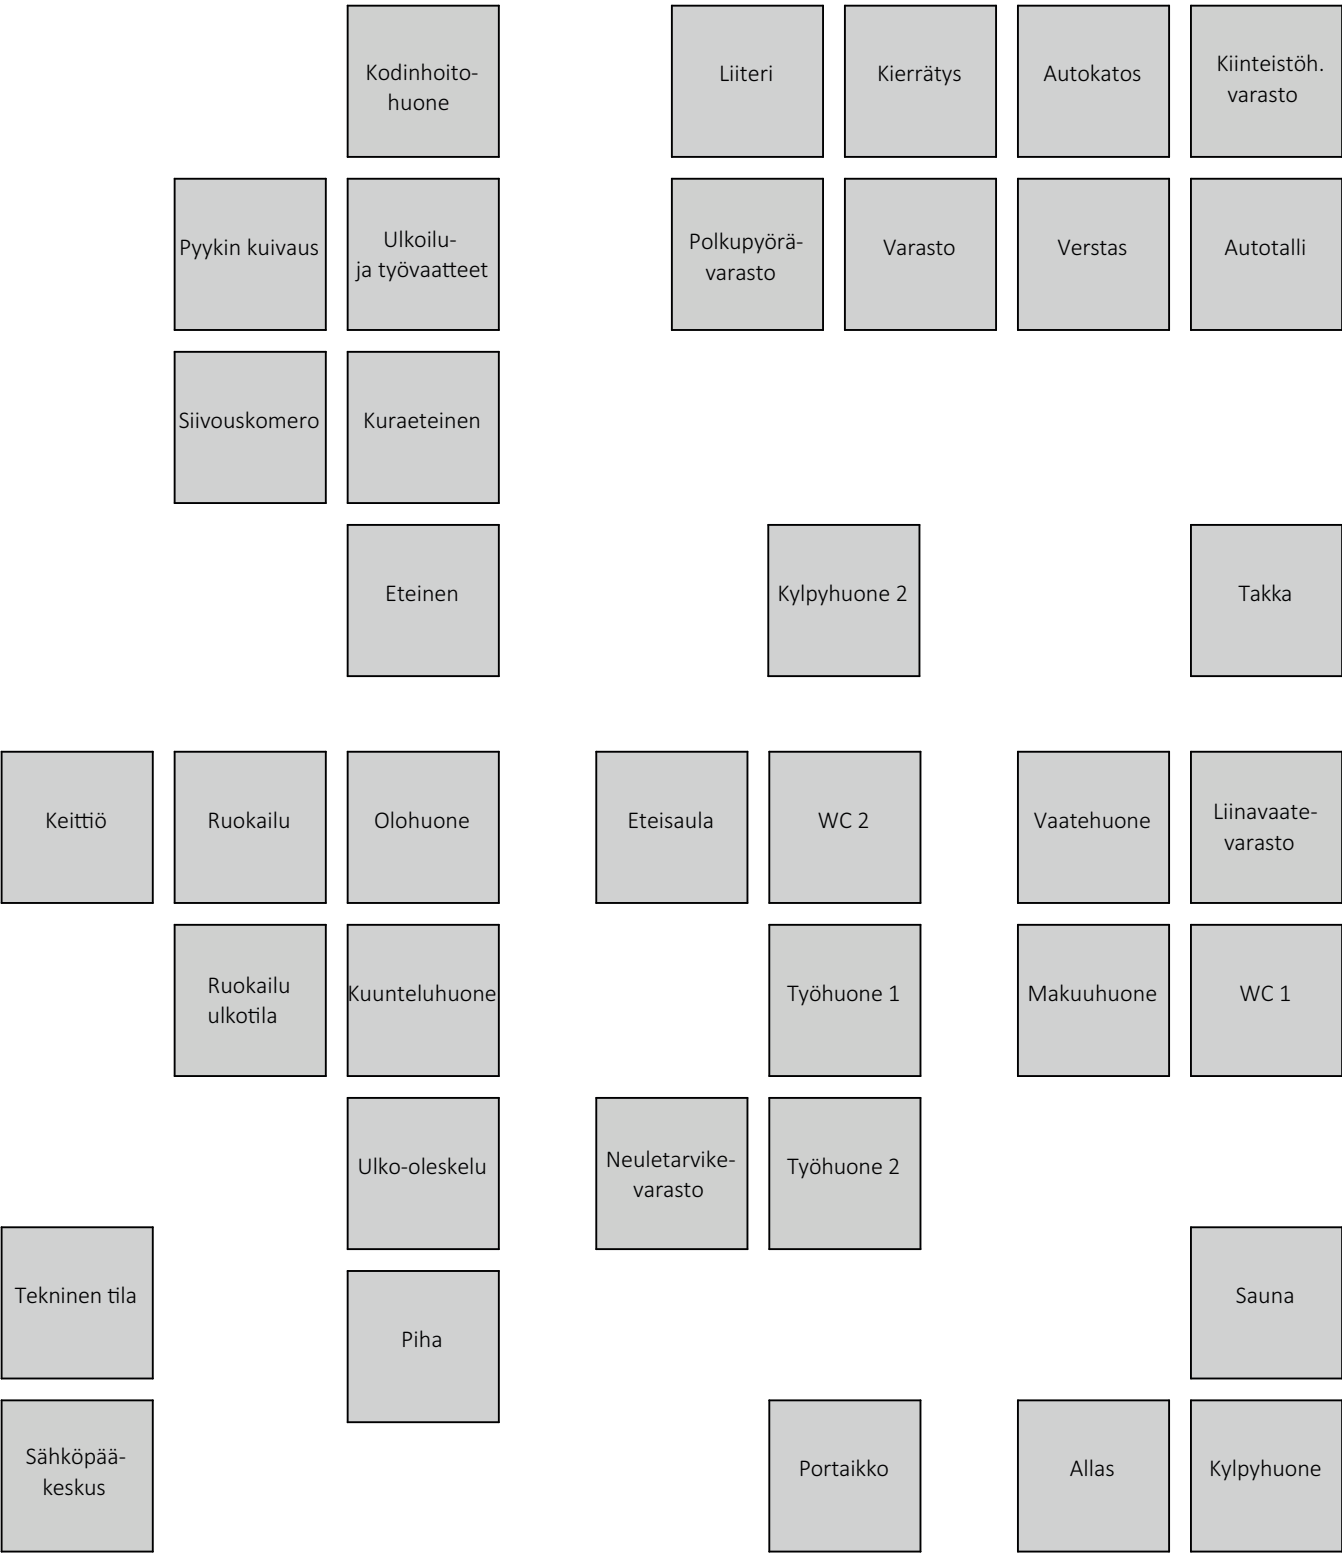 Kodinhoito-
huone
Liiteri
Kierrätys
Autokatos
Kiinteistöh.
varasto
Pyykin kuivaus
Ulkoilu-
ja työvaatteet
Polkupyörä-
varasto
Varasto
Verstas
Autotalli
Siivouskomero
Kuraeteinen
Eteinen
Kylpyhuone 2
Takka
Keittiö
Ruokailu
Olohuone
Eteisaula
WC 2
Vaatehuone
Liinavaate-
varasto
Ruokailu
ulkotila
Kuunteluhuone
Työhuone 1
Makuuhuone
WC 1
Ulko-oleskelu
Neuletarvike-
varasto
Työhuone 2
Tekninen tila
Piha
Sauna
Sähköpää-
keskus
Portaikko
Allas
Kylpyhuone